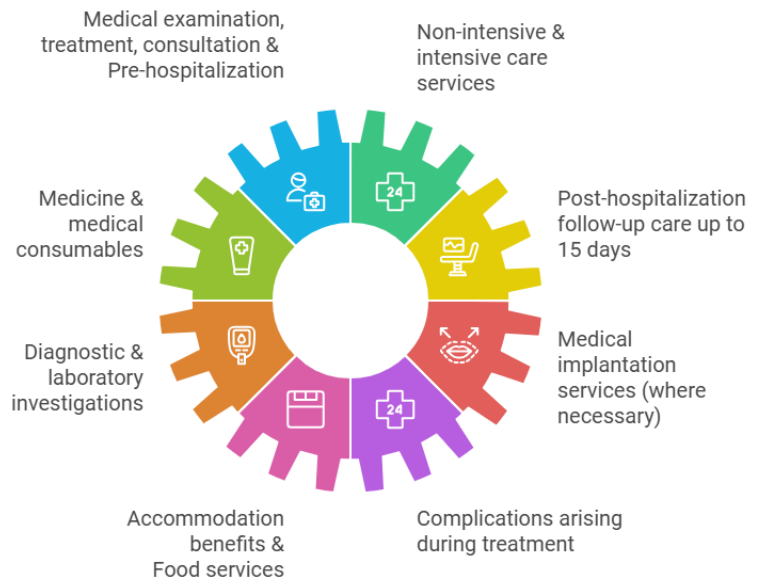 Medical examination,
treatment, consultation &
Pre-hospitalization
Non-intensive &
intensive care
services
Medicine &
medical
consumables
24
Post-hospitalization
follow-up care up to
15 days
Diagnostic &
laboratory
investigations
Medical
implantation
services (where
necessary)
24
Accommodation
benefits &
Food services
Complications arising
during treatment